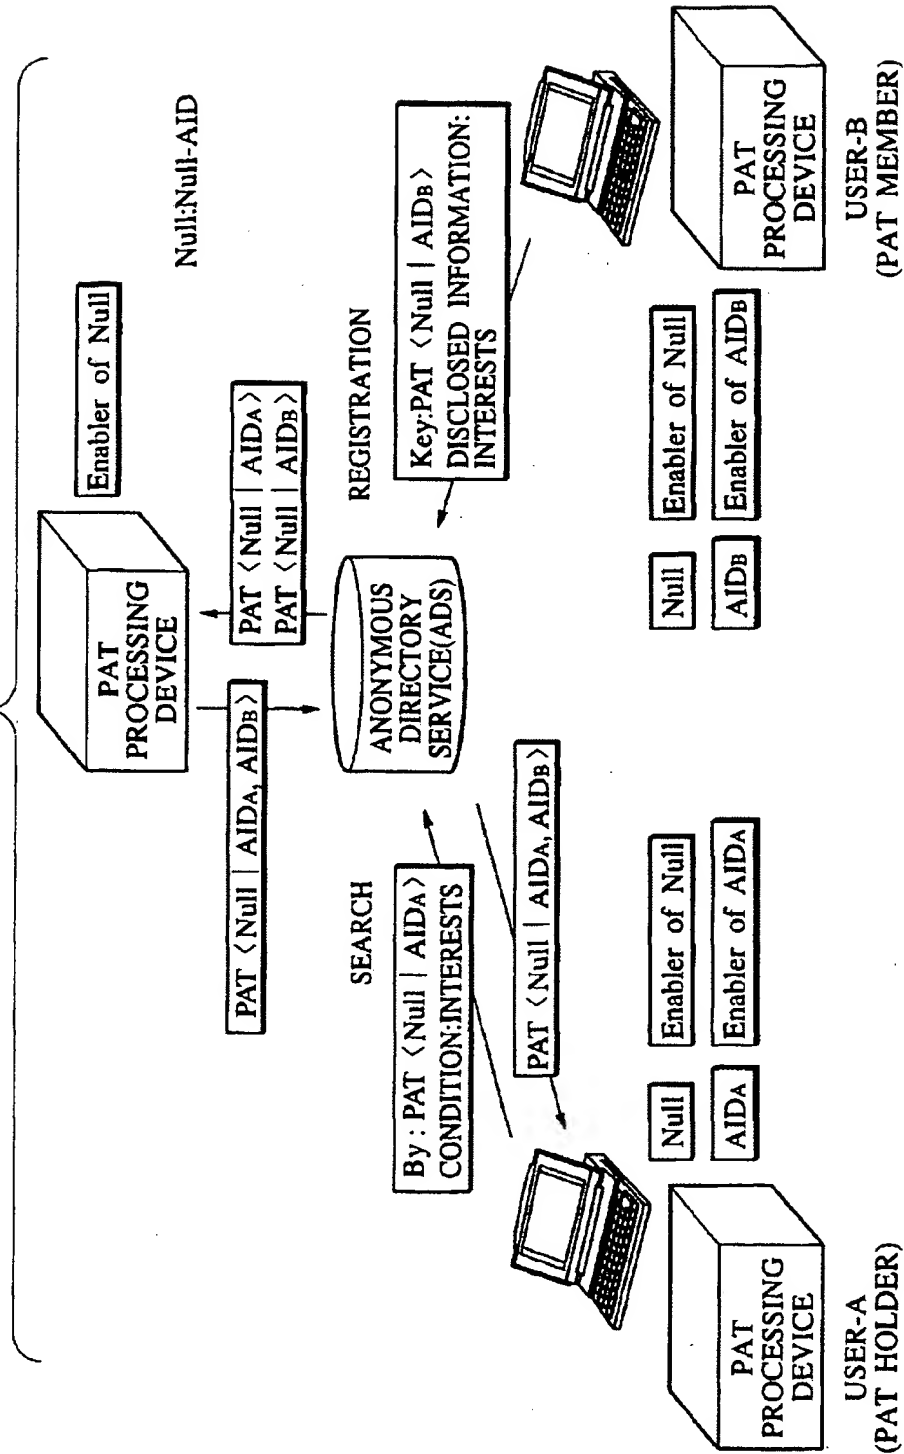 PAT
PROCESSING
DEVICE
Enabler of Null
Null:Null-AID
PAT <Null | AIDA, AIDB>
PAT <Null | AIDA>
PAT <Null | AIDB>
SEARCH
By : PAT <Null | AIDA>
CONDITION:INTERESTS
ANONYMOUS
DIRECTORY
SERVICE(ADS)
REGISTRATION
Key:PAT <Null | AIDB>
DISCLOSED INFORMATION:
INTERESTS
PAT <Null | AIDA, AIDB>
PAT
PROCESSING
DEVICE
USER-A
(PAT HOLDER)
Null
Enabler of Null
AIDA
Enabler of AIDA
Null
Enabler of Null
AIDB
Enabler of AIDB
PAT
PROCESSING
DEVICE
USER-B
(PAT MEMBER)